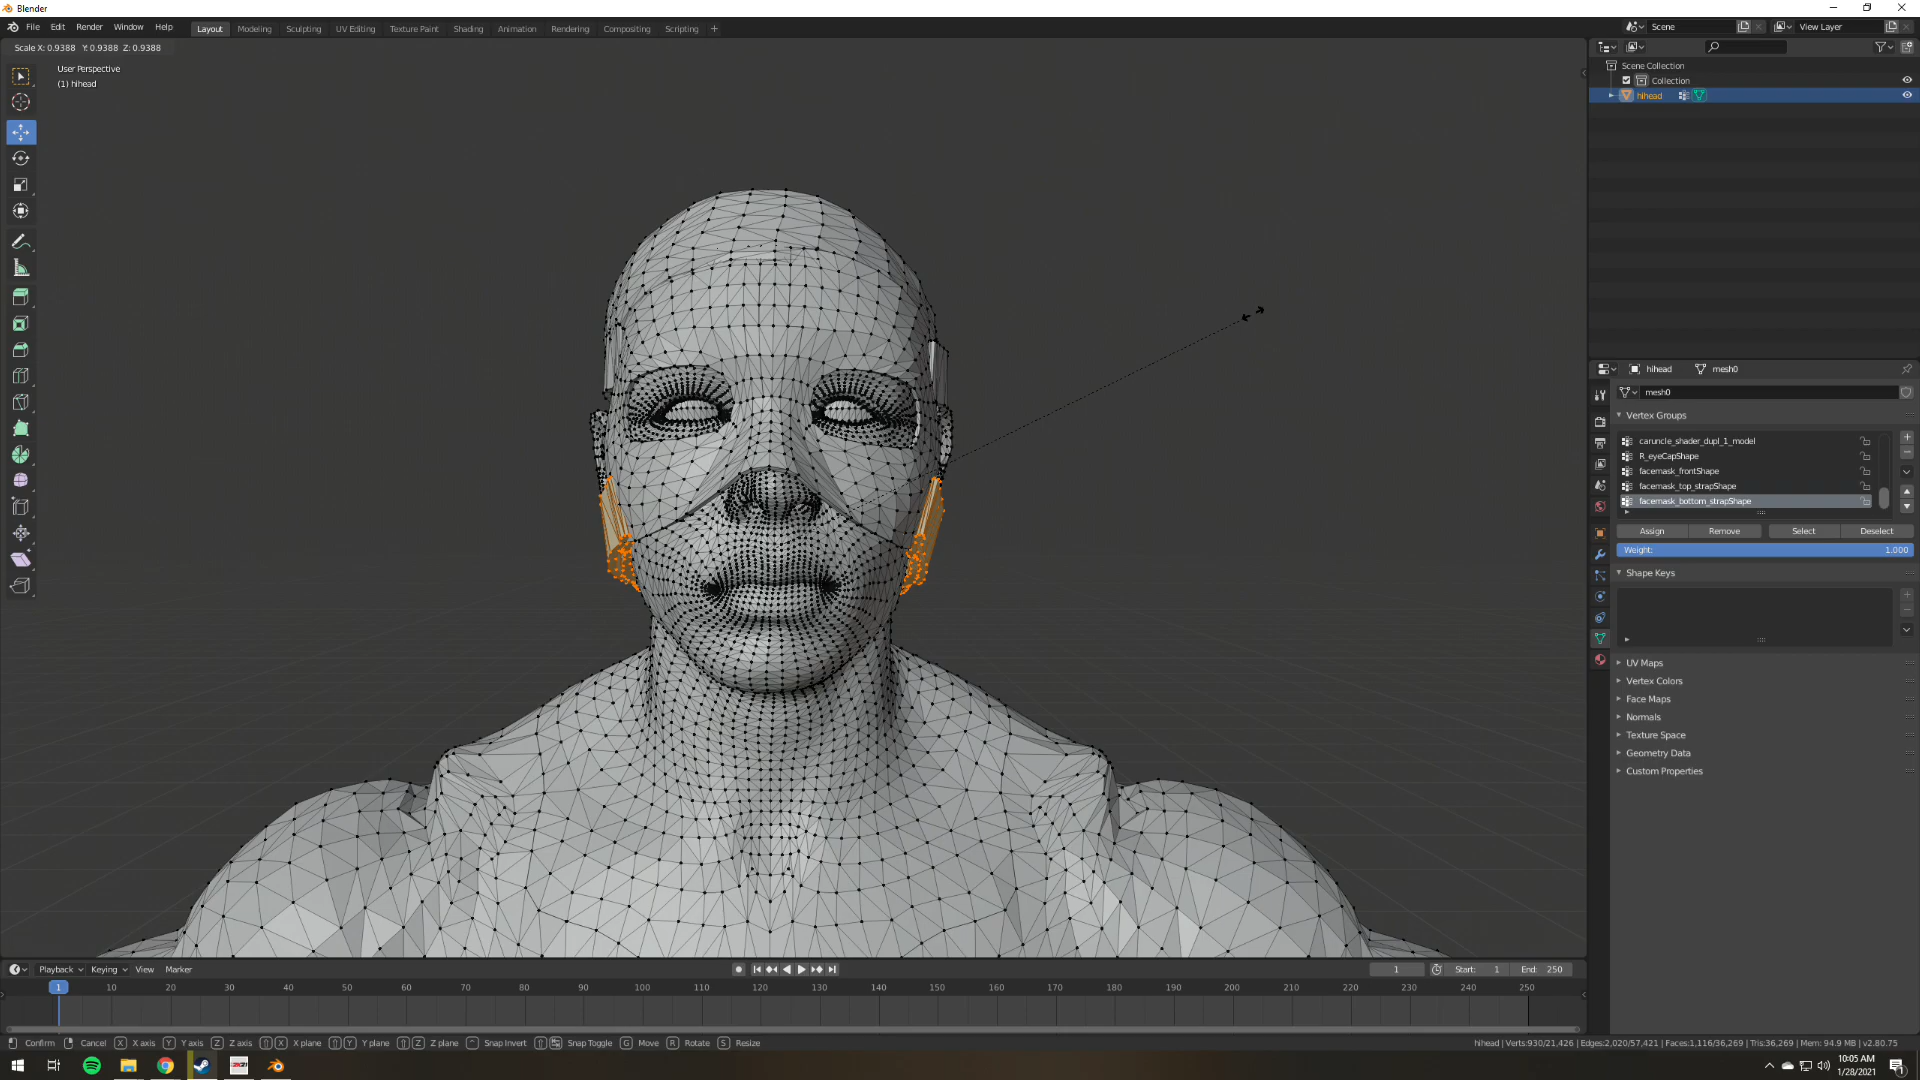 Blender
File Edit Render Window Help
Layout Modeling Sculpting UV Editing Texture Paint Shading Animation Rendering Compositing Scripting
Scene View Layer
Scale X: 0.9388 Y: 0.9388 Z: 0.9388
User Perspective
(1) hihead
Scene Collection
Collection
hihead
hihead mesh0
mesh0
Vertex Groups
caruncle_shader_dupl_1_model
R_eyeCapShape
facemask_frontShape
facemask_top_strapShape
facemask_bottom_strapShape
Assign Remove Select Deselect
Weight: 1.000
Shape Keys
UV Maps
Vertex Colors
Face Maps
Normals
Texture Space
Geometry Data
Custom Properties
Playback Keying View Marker
1 Start: 1 End: 250
1 10 20 30 40 50 60 70 80 90 100 110 120 130 140 150 160 170 180 190 200 210 220 230 240 250
Confirm Cancel X X axis Y Y axis Z Z axis X X plane Y Y plane Z Z plane Snap Invert Snap Toggle G Move R Rotate S Resize
hihead | Verts:930/21,426 | Edges:2,020/57,421 | Faces:1,116/36,269 | Tris:36,269 | Mem: 94.9 MB | v2.80.75
10:05 AM
1/28/2021